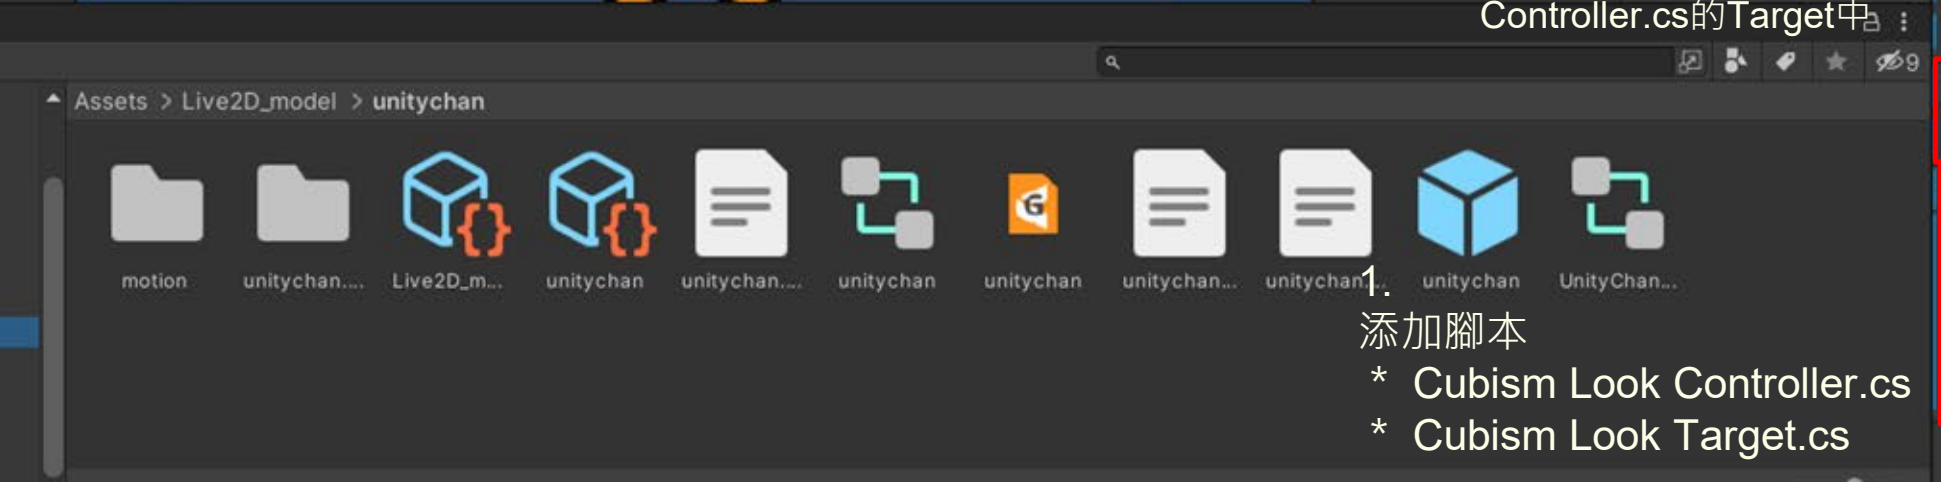 Controller.cs的Target中
9
Assets > Live2D_model > unitychan
motion
unitychan....
Live2D_m...
unitychan
unitychan....
unitychan
G
unitychan
unitychan...
unitychan...
unitychan
UnityChan...
1.
添加腳本
* Cubism Look Controller.cs
* Cubism Look Target.cs